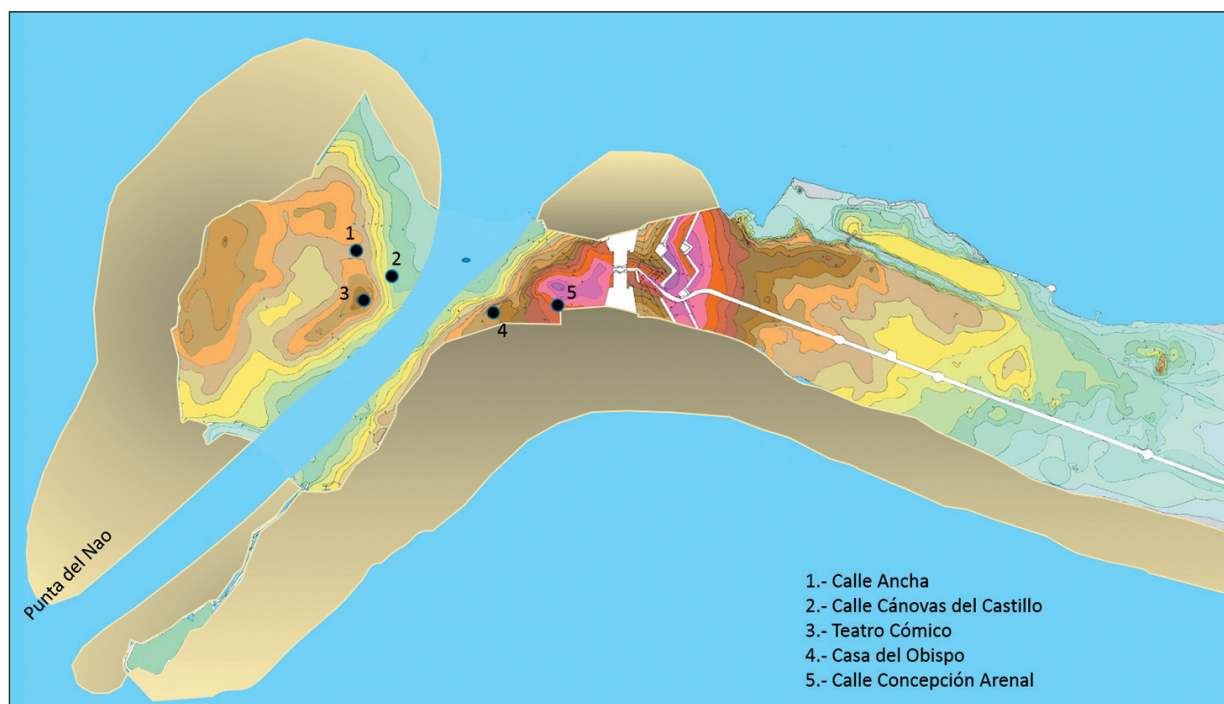 1
2
3
4
5
Punta del Nao
1.- Calle Ancha
2.- Calle Cánovas del Castillo
3.- Teatro Cómico
4.- Casa del Obispo
5.- Calle Concepción Arenal